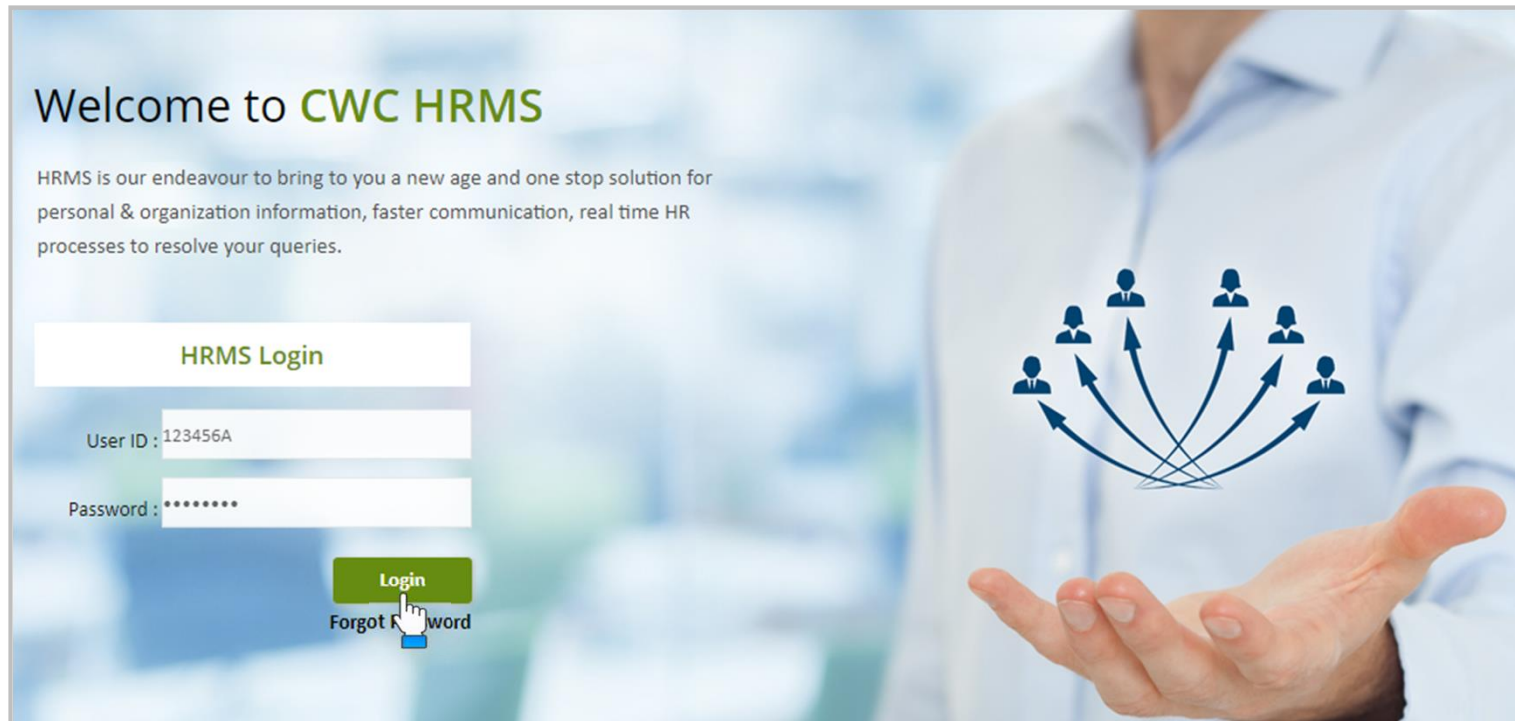 Welcome to CWC HRMS
HRMS is our endeavour to bring to you a new age and one stop solution for
personal & organization information, faster communication, real time HR
processes to resolve your queries.
HRMS Login
User ID : 123456A
Password : ••••••••
Login
Forgot